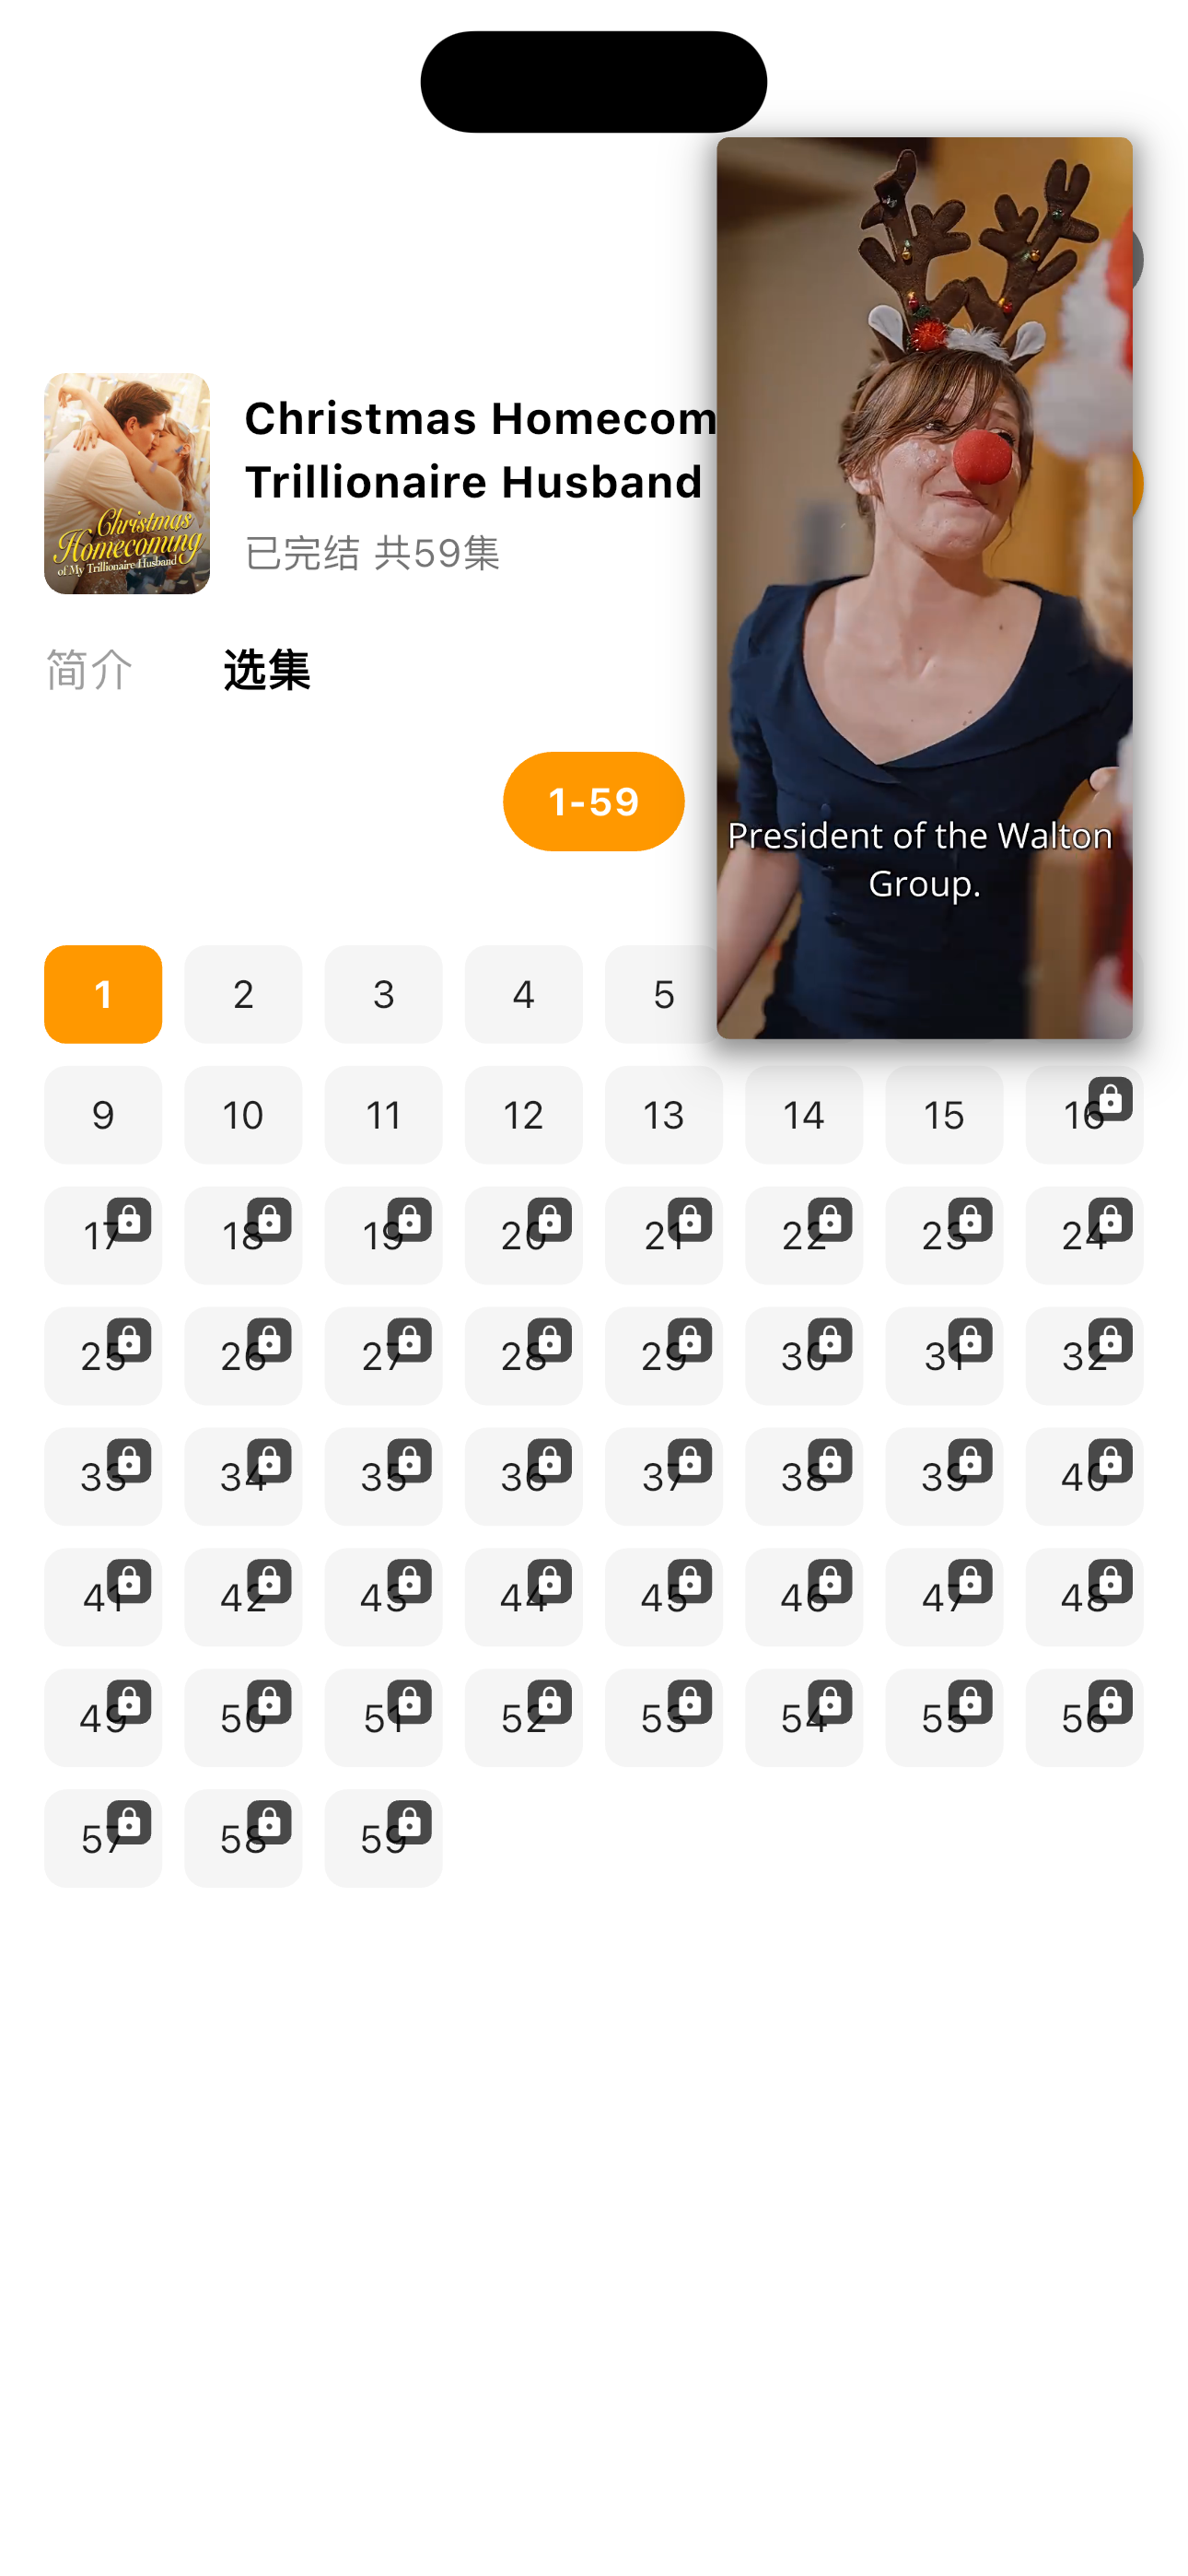 Christmas Homecom
Trillionaire Husband
已完结 共59集
Christmas
Homecoming
of My Trillionaire Husband
简介 选集
1-59
President of the Walton
Group.
1 2 3 4 5
9 10 11 12 13 14 15 16
17 18 19 20 21 22 23 24
25 26 27 28 29 30 31 32
33 34 35 36 37 38 39 40
41 42 43 44 45 46 47 48
49 50 51 52 53 54 55 56
57 58 59